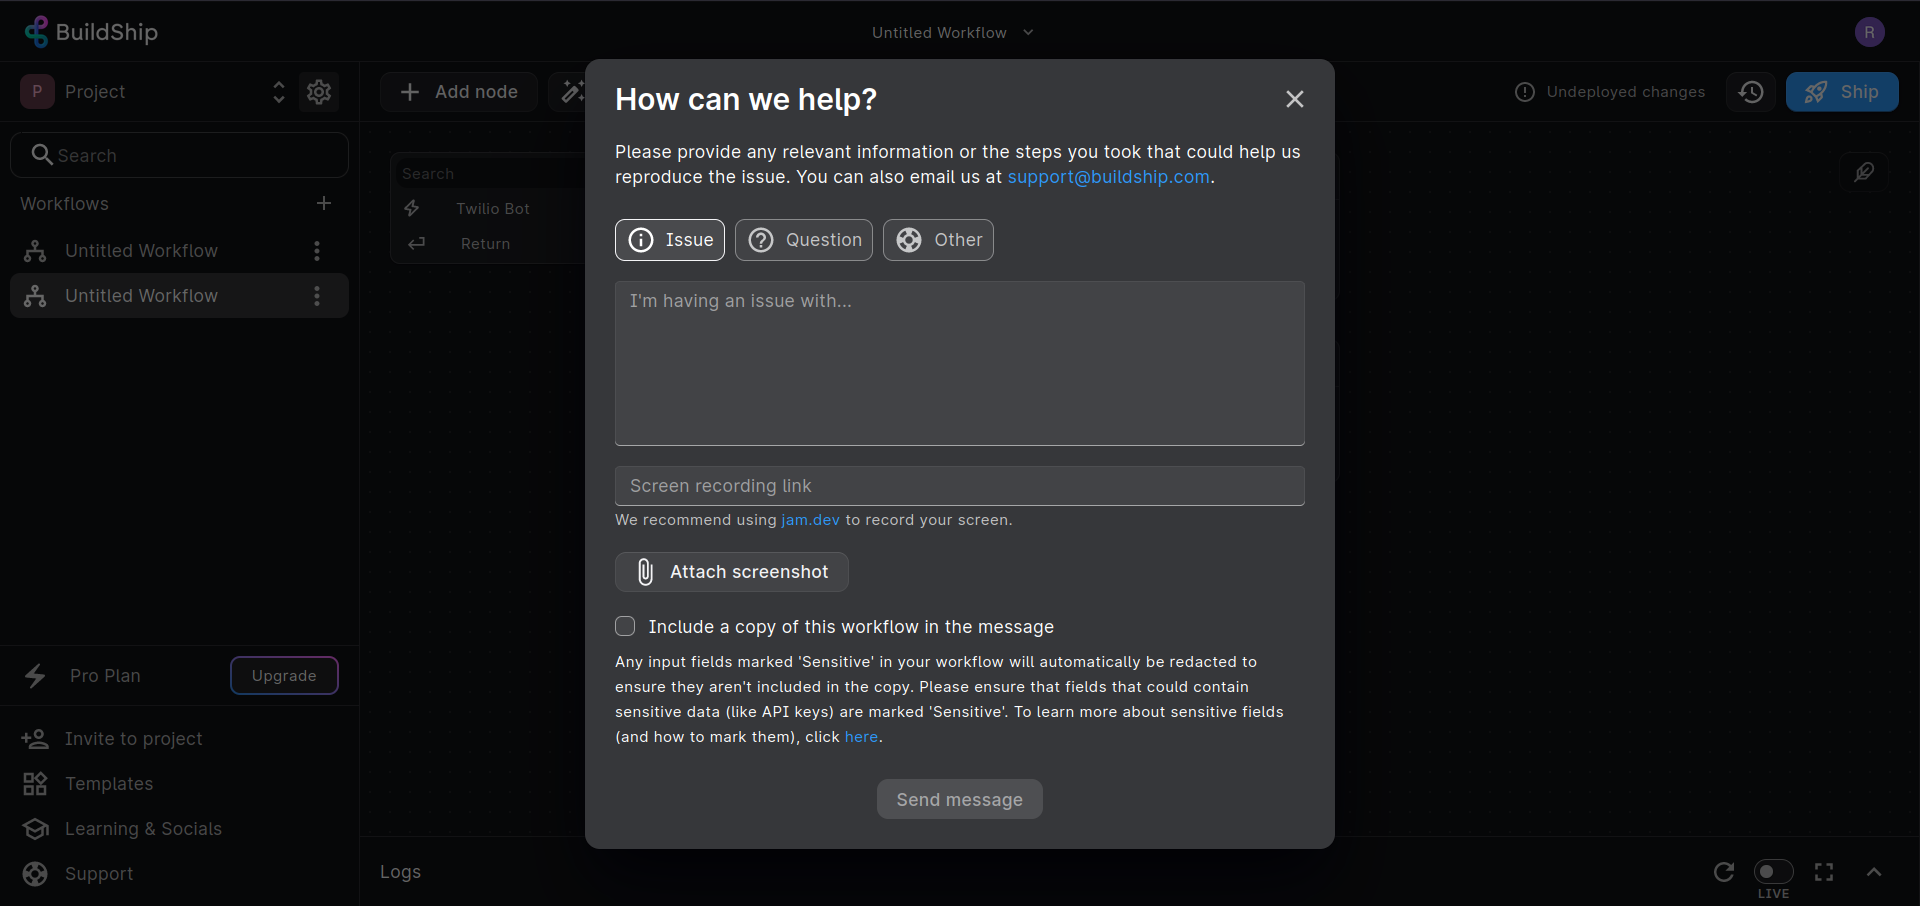 BuildShip
Untitled Workflow
R
P
Project
Add node
Undeployed changes
Ship
Search
Workflows
Untitled Workflow
Untitled Workflow
Search
Twilio Bot
Return
How can we help?
Please provide any relevant information or the steps you took that could help us
reproduce the issue. You can also email us at support@buildship.com.
Issue
Question
Other
I'm having an issue with...
Screen recording link
We recommend using jam.dev to record your screen.
Attach screenshot
Include a copy of this workflow in the message
Any input fields marked 'Sensitive' in your workflow will automatically be redacted to
ensure they aren't included in the copy. Please ensure that fields that could contain
sensitive data (like API keys) are marked 'Sensitive'. To learn more about sensitive fields
(and how to mark them), click here.
Send message
Pro Plan
Upgrade
Invite to project
Templates
Learning & Socials
Support
Logs
LIVE